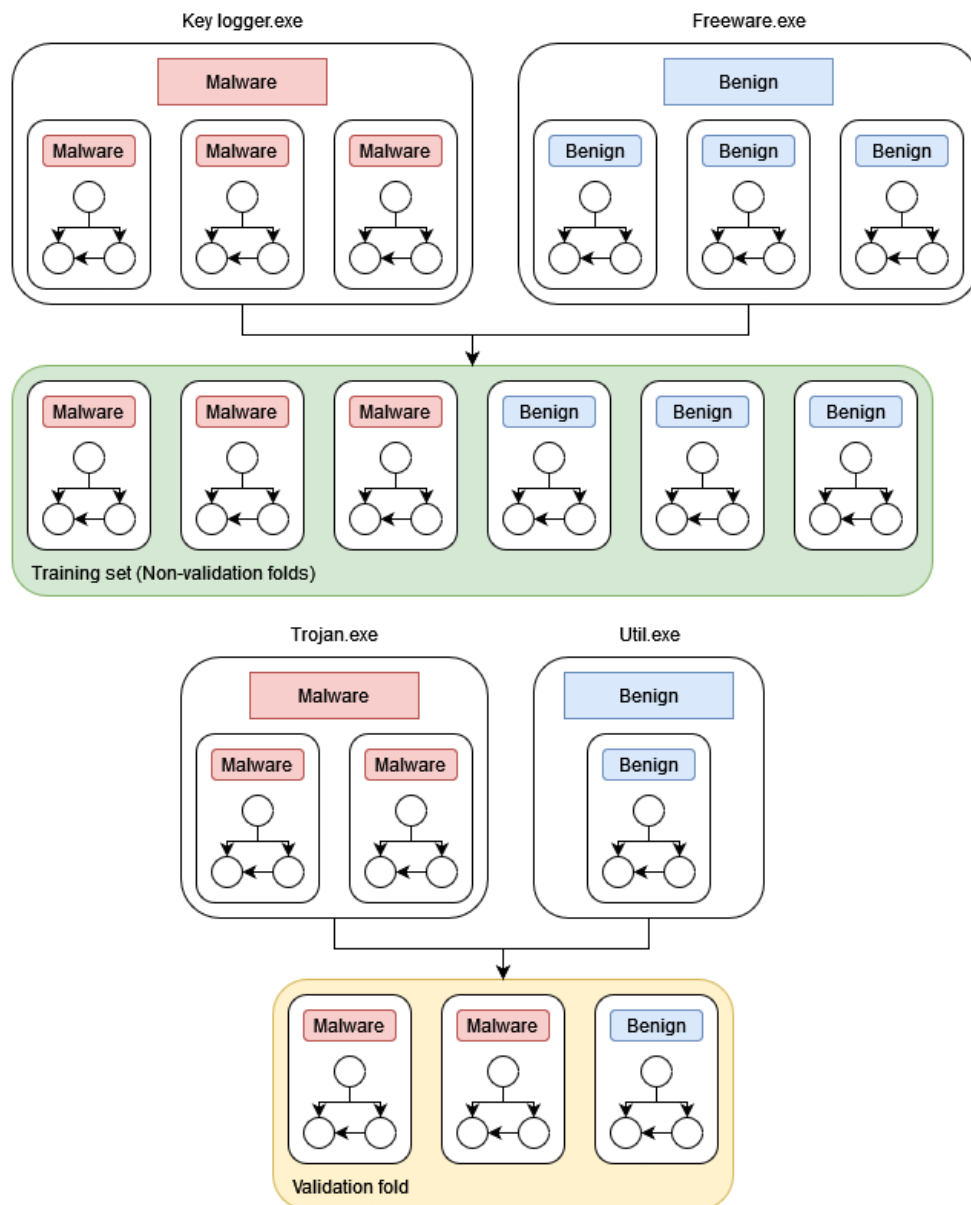 Key logger.exe
Freeware.exe
Malware
Benign
Malware
Malware
Malware
Benign
Benign
Benign
Malware
Malware
Malware
Benign
Benign
Benign
Training set (Non-validation folds)
Trojan.exe
Util.exe
Malware
Benign
Malware
Malware
Benign
Malware
Malware
Benign
Validation fold